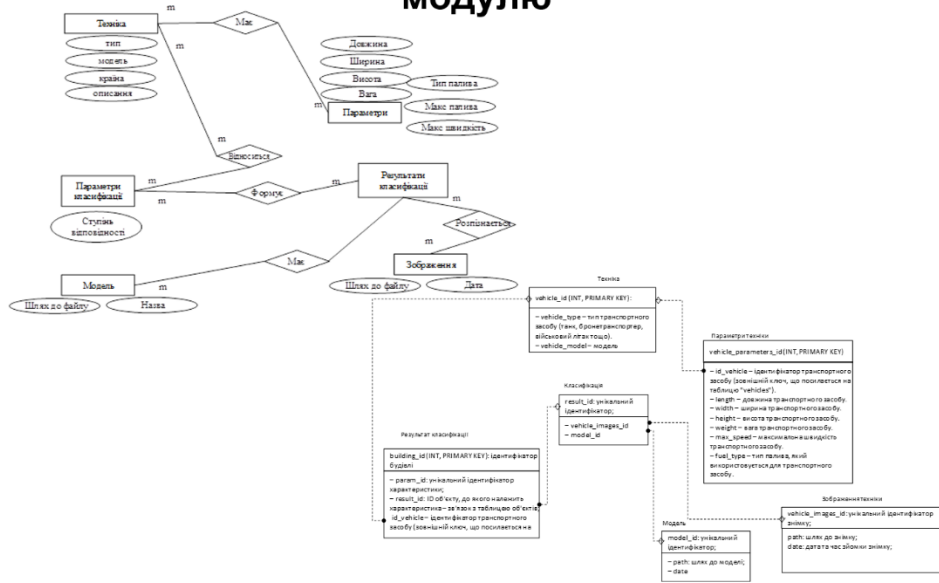 модулю
Техніка
тип
модель
країна
описання
m
Має
m
m
m
Довжина
Ширина
Висота
Вага
Тип палива
Макс палива
Макс швидкість
Параметри
m
Відноситься
m
Параметри
класифікації
m
Формує
m
Результати
класифікації
Ступінь
відповідності
m
Розпізнається
m
Має
m
Модель
Шлях до файлу
Назва
Зображення
Шлях до файлу
Дата
Техніка
vehicle_id (INT, PRIMARY KEY):
– vehicle_type – тип транспортного
засобу (танк, бронетранспортер,
військовий літак тощо).
– vehicle_model – модель
Параметри техніки
vehicle_parameters_id (INT, PRIMARY KEY)
– id_vehicle – ідентифікатор транспортного
засобу (зовнішній ключ, що посилається на
таблицю "vehicles").
– length – довжина транспортного засобу.
– width – ширина транспортного засобу.
– height – висота транспортного засобу.
– weight – вага транспортного засобу.
– max_speed – максимальна швидкість
транспортного засобу.
– fuel_type – тип палива, який
використовується для транспортного
засобу.
Класифікація
result_id: унікальний
ідентифікатор;
– vehicle_images_id
– model_id
Результат класифікації
building_id (INT, PRIMARY KEY): ідентифікатор
будівлі
– param_id: унікальний ідентифікатор
характеристики;
– result_id: ID об'єкту, до якого належить
характеристика – зв'язок з таблицею об'єктів;
id_vehicle – ідентифікатор транспортного
засобу (зовнішній ключ, що посилається на
Зображення техніки
vehicle_images_id: унікальний ідентифікатор
знімку;
path: шлях до знімку;
date: дата та час зйомки знімку;
Модель
model_id: унікальний
ідентифікатор;
– path: шлях до моделі;
– data